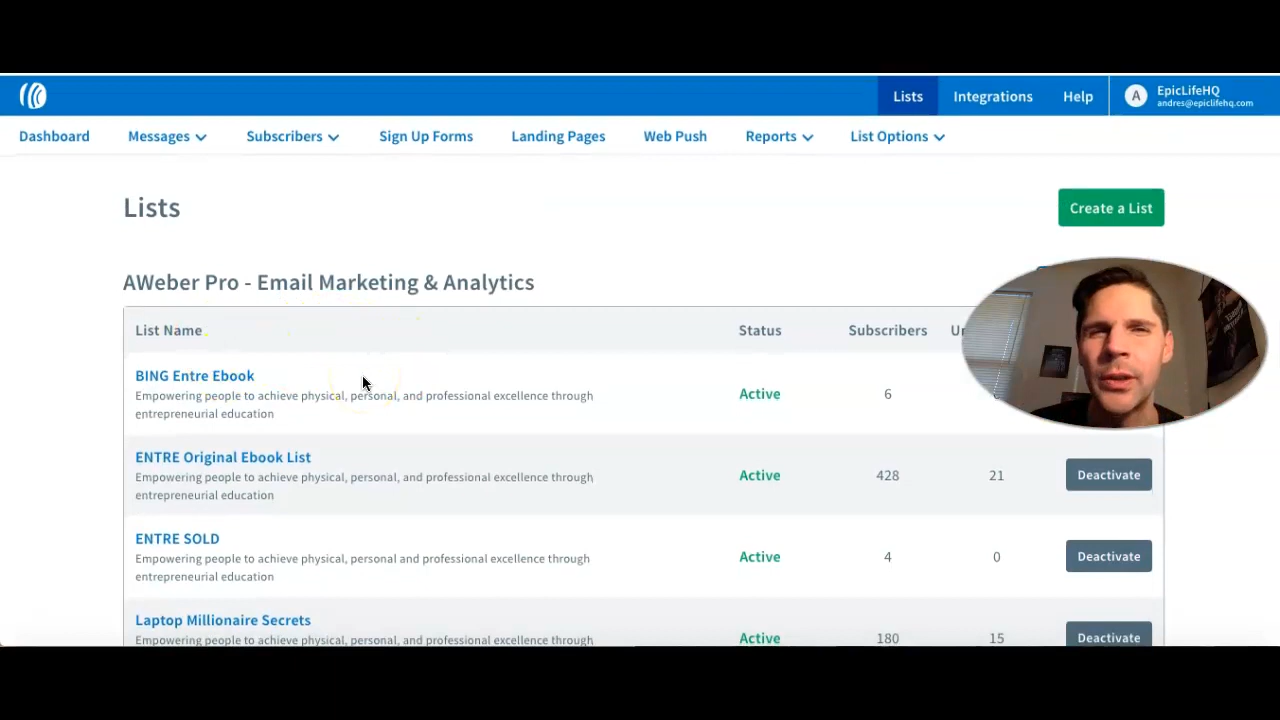 Lists Integrations Help A EpicLifeHQ
andres@epiclifehq.com
Dashboard Messages Subscribers Sign Up Forms Landing Pages Web Push Reports List Options
Lists Create a List
AWeber Pro - Email Marketing & Analytics
List Name Status Subscribers
BING Entre Ebook
Empowering people to achieve physical, personal, and professional excellence through
entrepreneurial education
Active 6
ENTRE Original Ebook List
Empowering people to achieve physical, personal, and professional excellence through
entrepreneurial education
Active 428 21 Deactivate
ENTRE SOLD
Empowering people to achieve physical, personal and professional excellence through
entrepreneurial education
Active 4 0 Deactivate
Laptop Millionaire Secrets
Empowering people to achieve physical, personal, and professional excellence through
Active 180 15 Deactivate